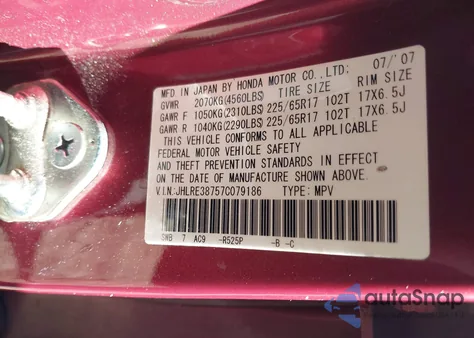 MFD. IN JAPAN BY HONDA MOTOR CO., LTD; 07/'07
GVWR 2070KG(4560LBS) TIRE SIZE RIM SIZE
GAWR F 1050KG(2310LBS) 225/65R17 102T 17X6.5J
GAWR R 1040KG(2290LBS) 225/65R17 102T 17X6.5J
THIS VEHICLE CONFORMS TO ALL APPLICABLE
FEDERAL MOTOR VEHICLE SAFETY
AND THEFT PREVENTION STANDARDS IN EFFECT
ON THE DATE OF MANUFACTURE SHOWN ABOVE.
V.I.N:JHLRE38757C079186 TYPE: MPV
SWB 7 AC9 -R525P -B -C
autoSnap